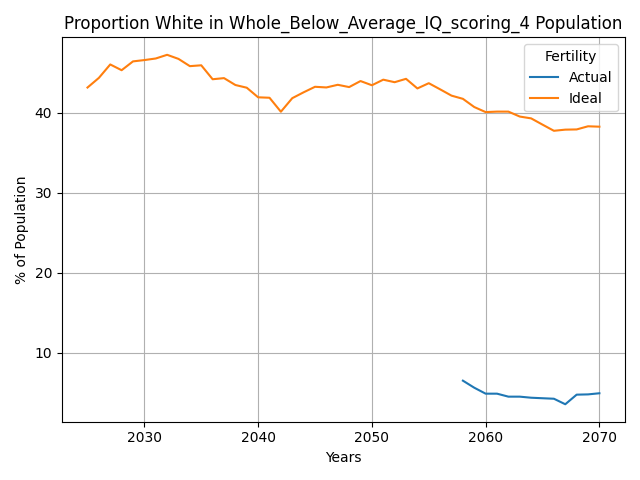 Proportion White in Whole_Below_Average_IQ_scoring_4 Population
Fertility
Actual
Ideal
% of Population
40
30
20
10
2030
2040
2050
2060
2070
Years